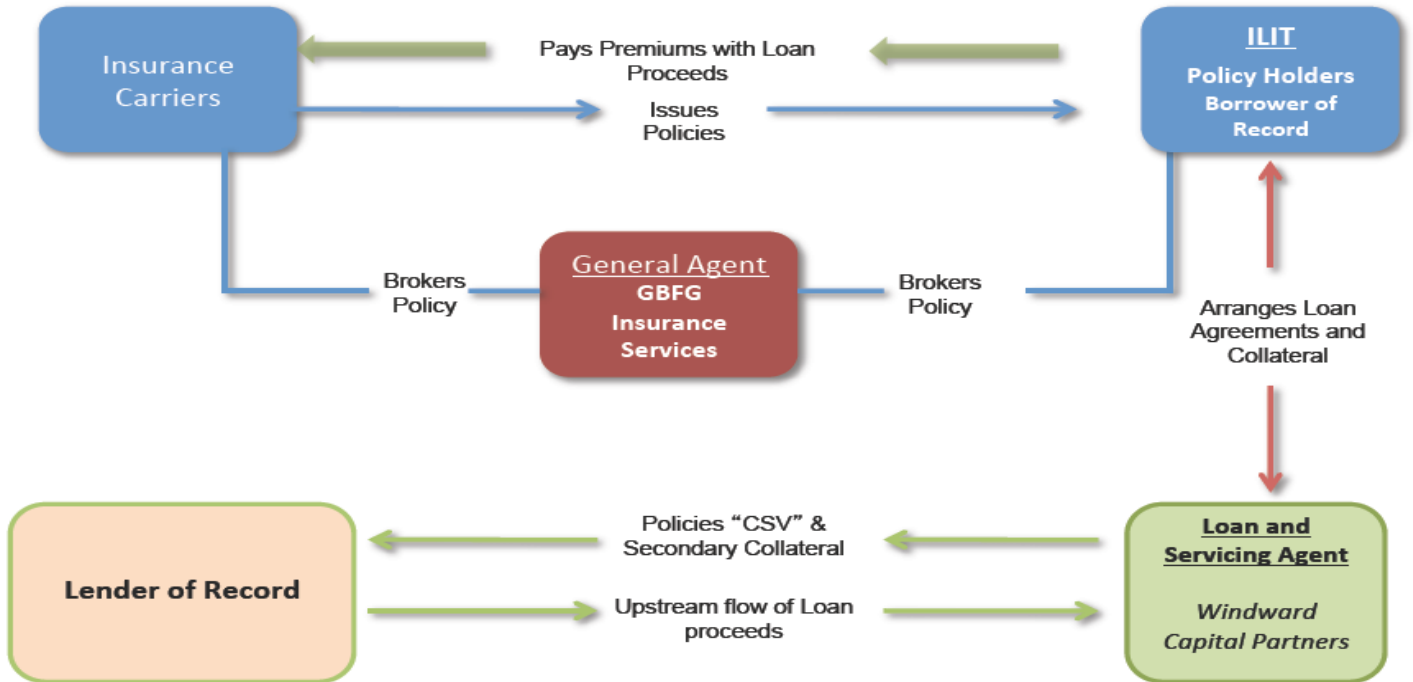 Insurance
Carriers
Pays Premiums with Loan
Proceeds
Issues
Policies
ILIT
Policy Holders
Borrower of
Record
Brokers
Policy
General Agent
GBFG
Insurance
Services
Brokers
Policy
Arranges Loan
Agreements and
Collateral
Lender of Record
Policies “CSV” &
Secondary Collateral
Upstream flow of Loan
proceeds
Loan and
Servicing Agent
Windward
Capital Partners